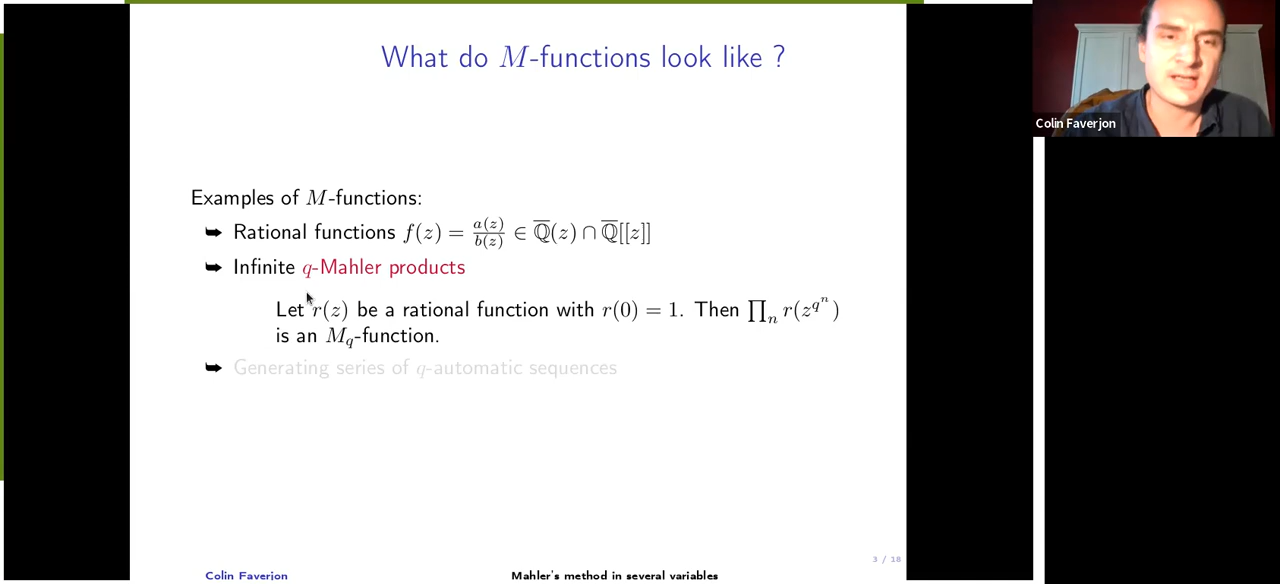 What do M-functions look like ?
Colin Faverjon
Examples of M-functions:
➥ Rational functions f(z) = a(z)/b(z) ∈ Q̅(z) ∩ Q̅[[z]]
➥ Infinite q-Mahler products
Let r(z) be a rational function with r(0) = 1. Then ∏ₙ r(z^{qⁿ})
is an M_q-function.
➥ Generating series of q-automatic sequences
3 / 18
Colin Faverjon Mahler's method in several variables